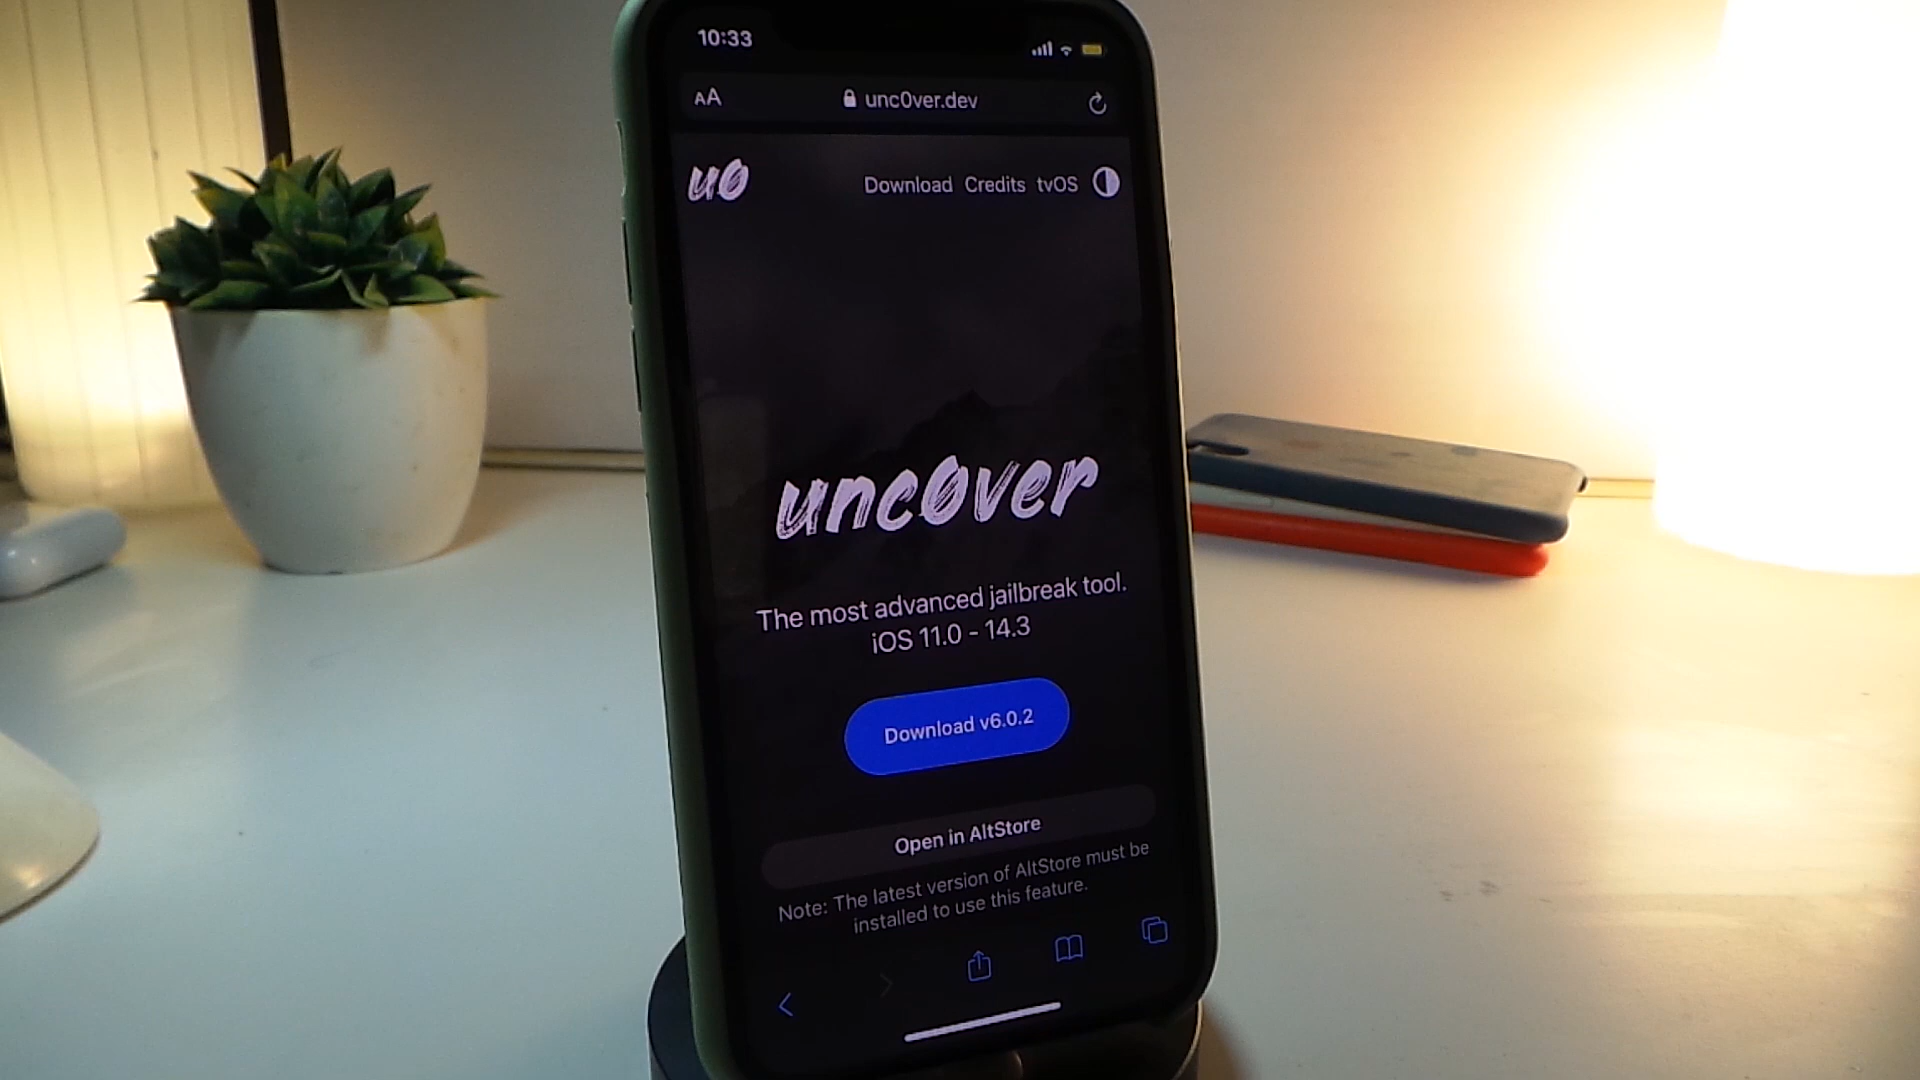 10:33
AA unc0ver.dev
u0 Download Credits tvOS
unc0ver
The most advanced jailbreak tool.
iOS 11.0 - 14.3
Download v6.0.2
Open in AltStore
Note: The latest version of AltStore must be
installed to use this feature.